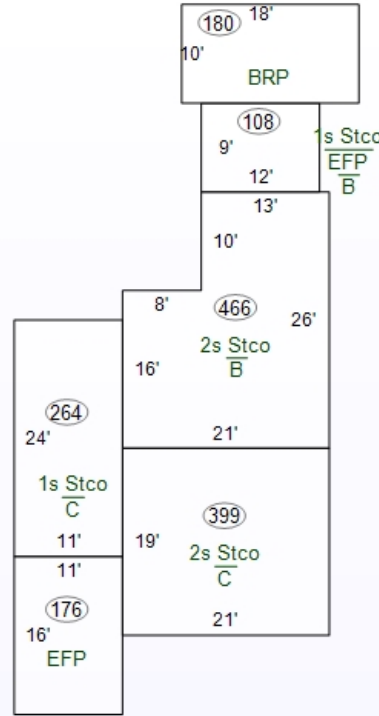 180
18'
10'
BRP
108
9'
12'
1s Stco
EFP
B
13'
10'
8'
466
26'
2s Stco
B
16'
21'
264
24'
1s Stco
C
11'
399
19'
2s Stco
C
21'
11'
176
16'
EFP